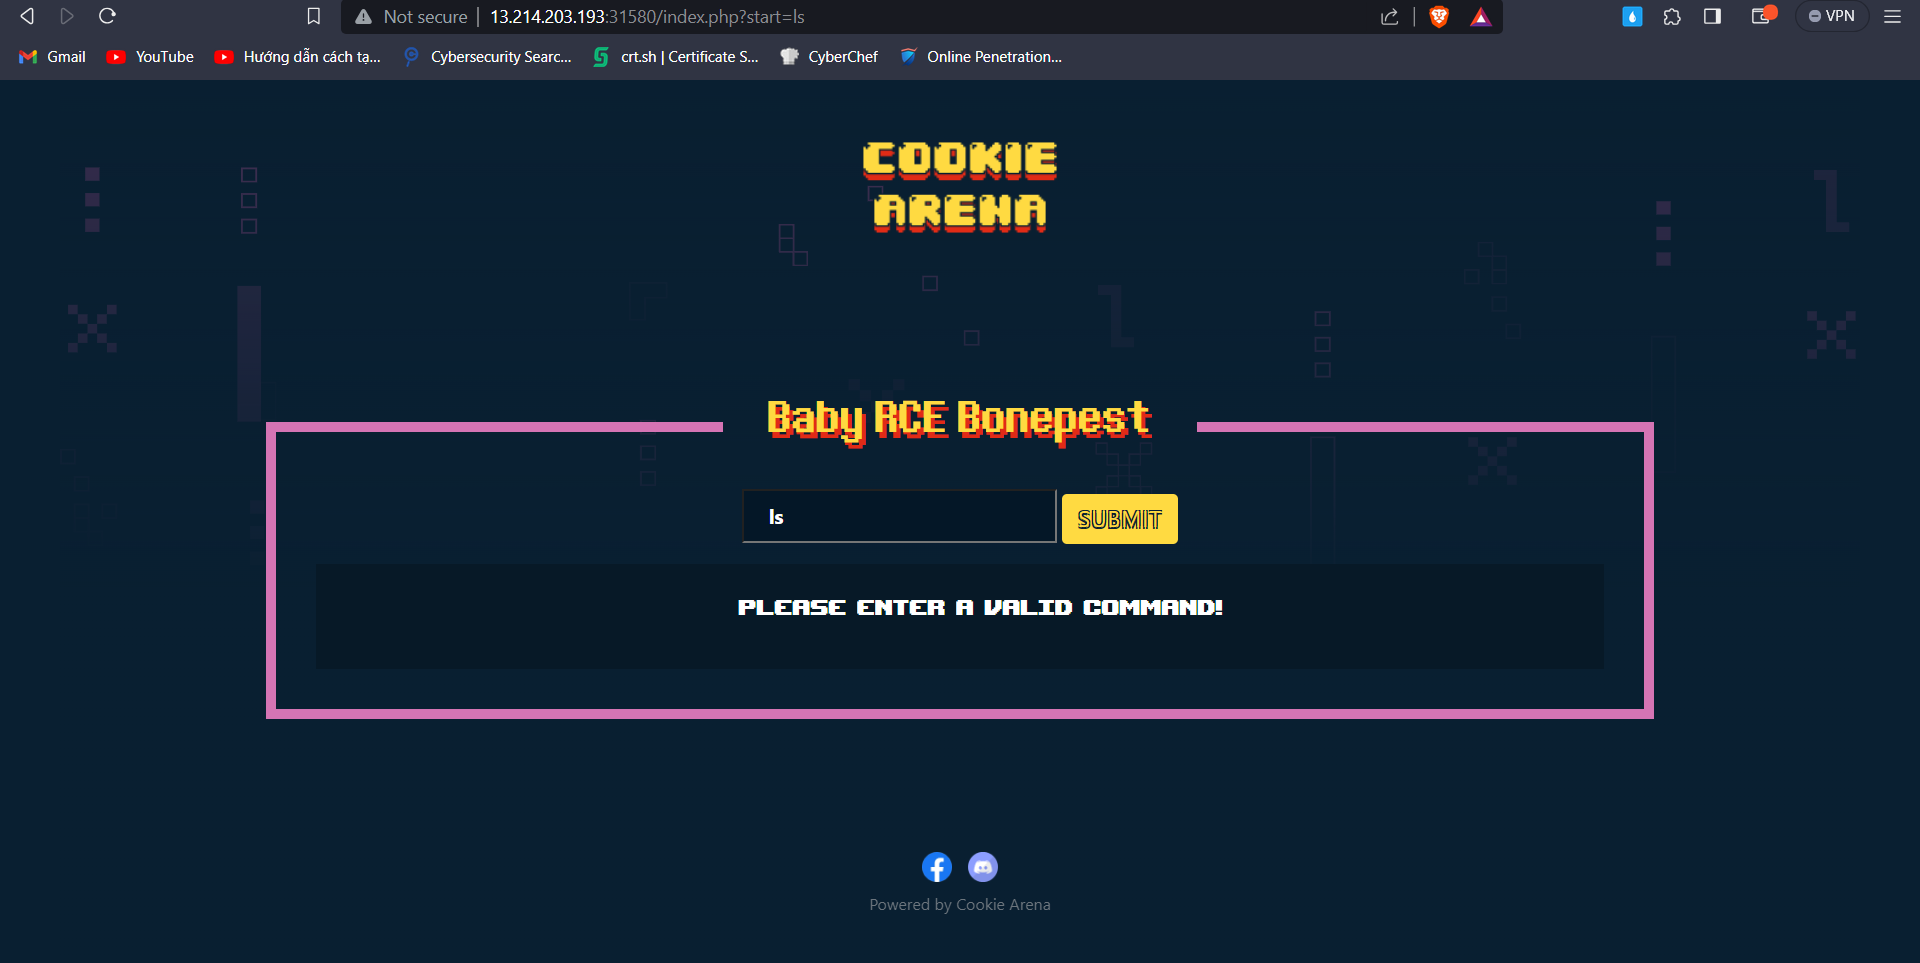 Not secure | 13.214.203.193:31580/index.php?start=ls
VPN
Gmail YouTube Hướng dẫn cách tạ... Cybersecurity Searc... crt.sh | Certificate S... CyberChef Online Penetration...
COOKIE
ARENA
Baby RCE Bonepest
ls SUBMIT
PLEASE ENTER A VALID COMMAND!
Powered by Cookie Arena